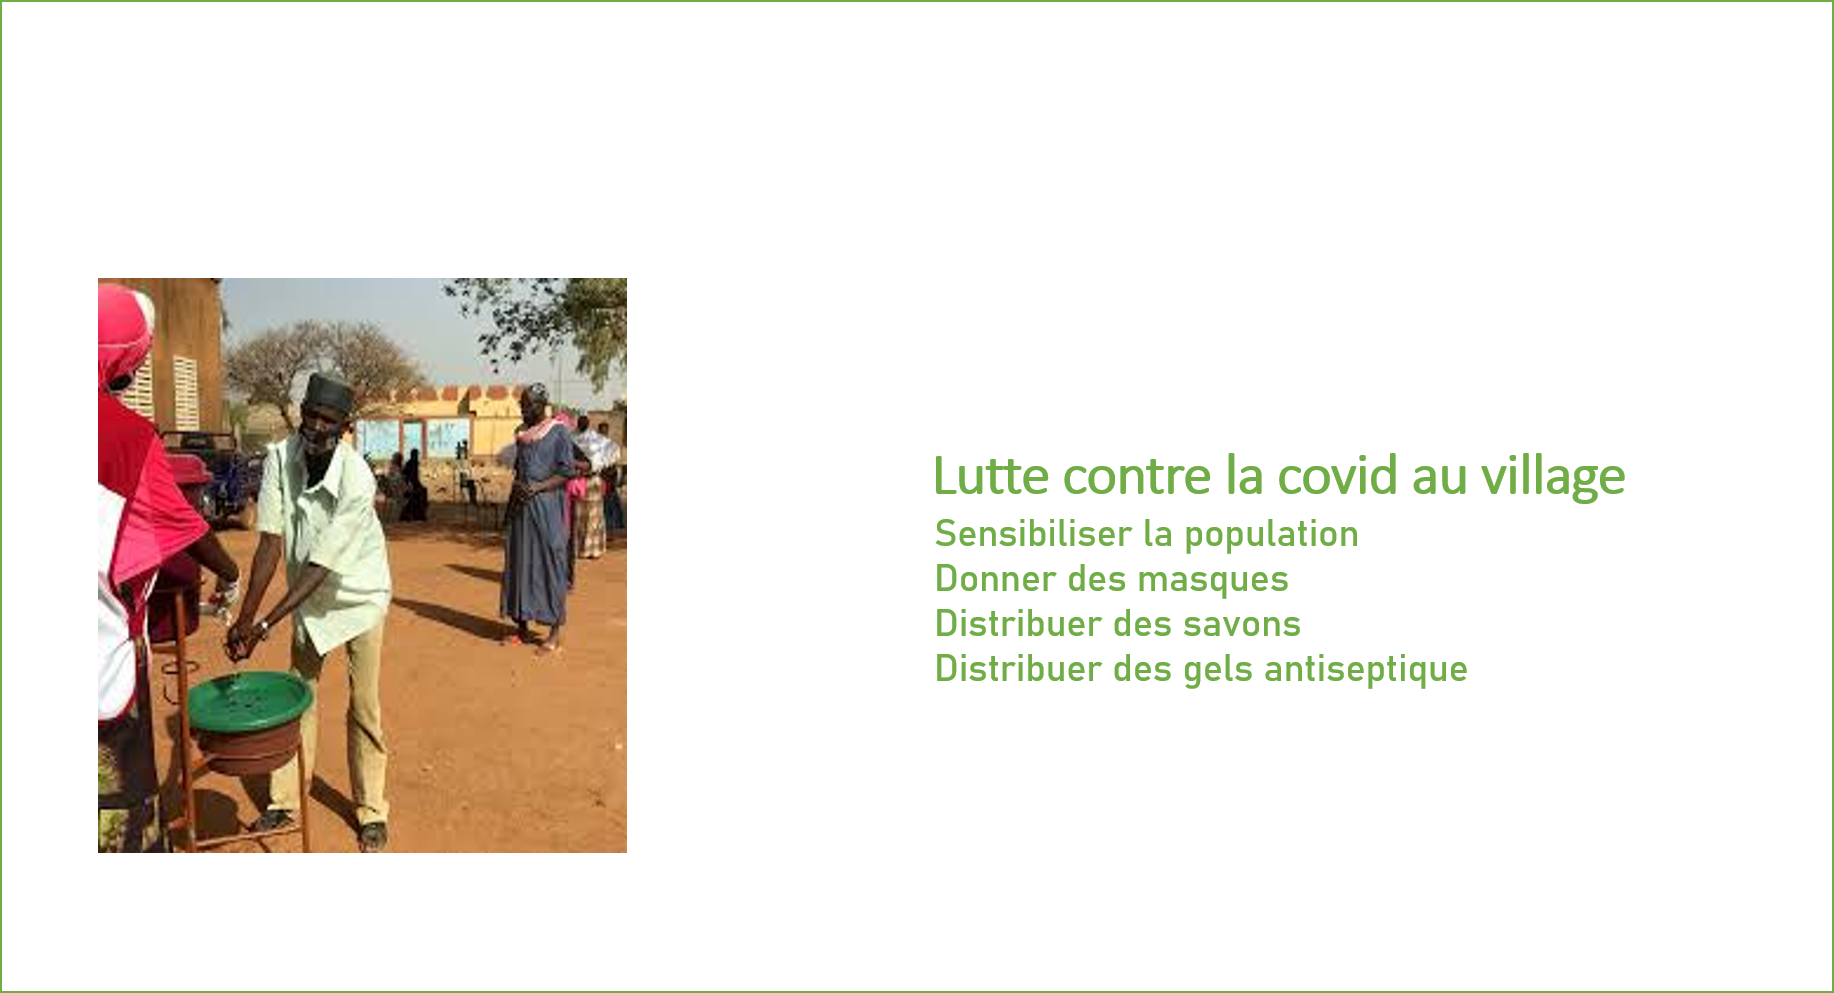 Lutte contre la covid au village
Sensibiliser la population
Donner des masques
Distribuer des savons
Distribuer des gels antiseptique